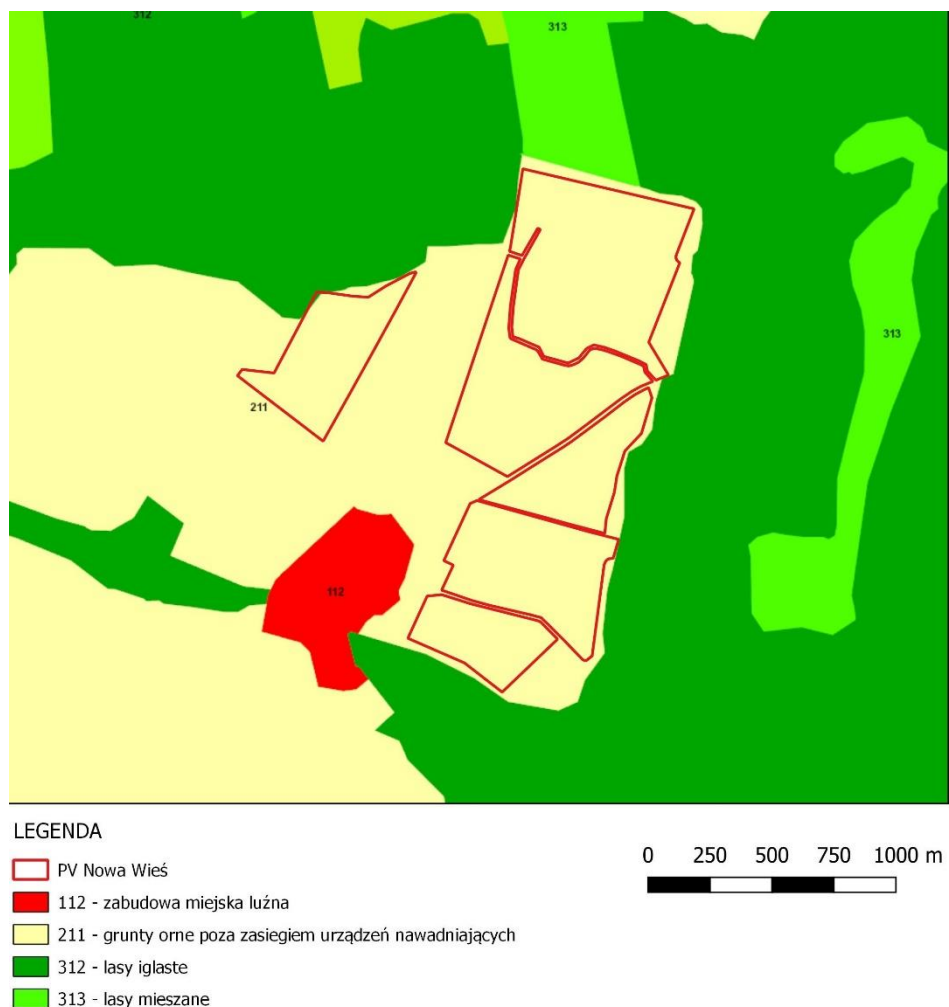 312
313
313
211
112
LEGENDA
PV Nowa Wieś
112 - zabudowa miejska luźna
211 - grunty orne poza zasiegiem urządzeń nawadniających
312 - lasy iglaste
313 - lasy mieszane
0 250 500 750 1000 m